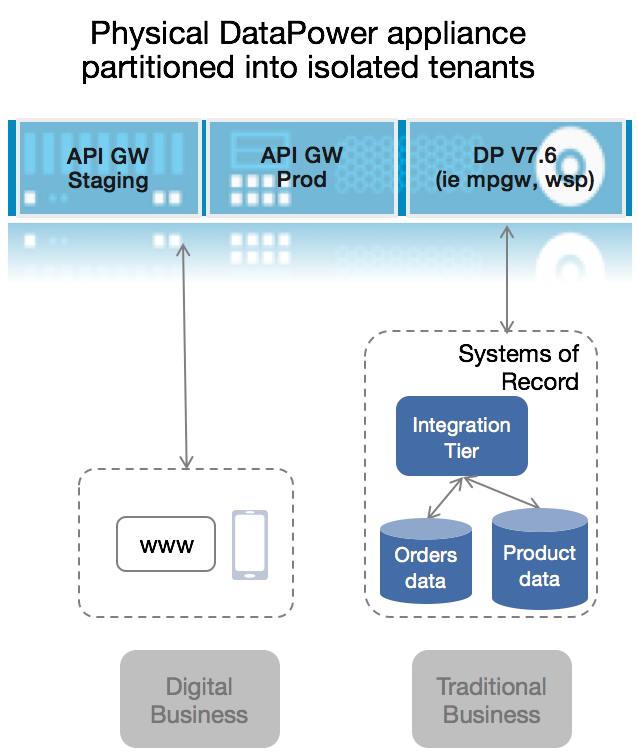 Physical DataPower appliance
partitioned into isolated tenants
API GW
Staging
API GW
Prod
DP V7.6
(ie mpgw, wsp)
Systems of
Record
Integration
Tier
Orders
data
Product
data
www
Digital
Business
Traditional
Business